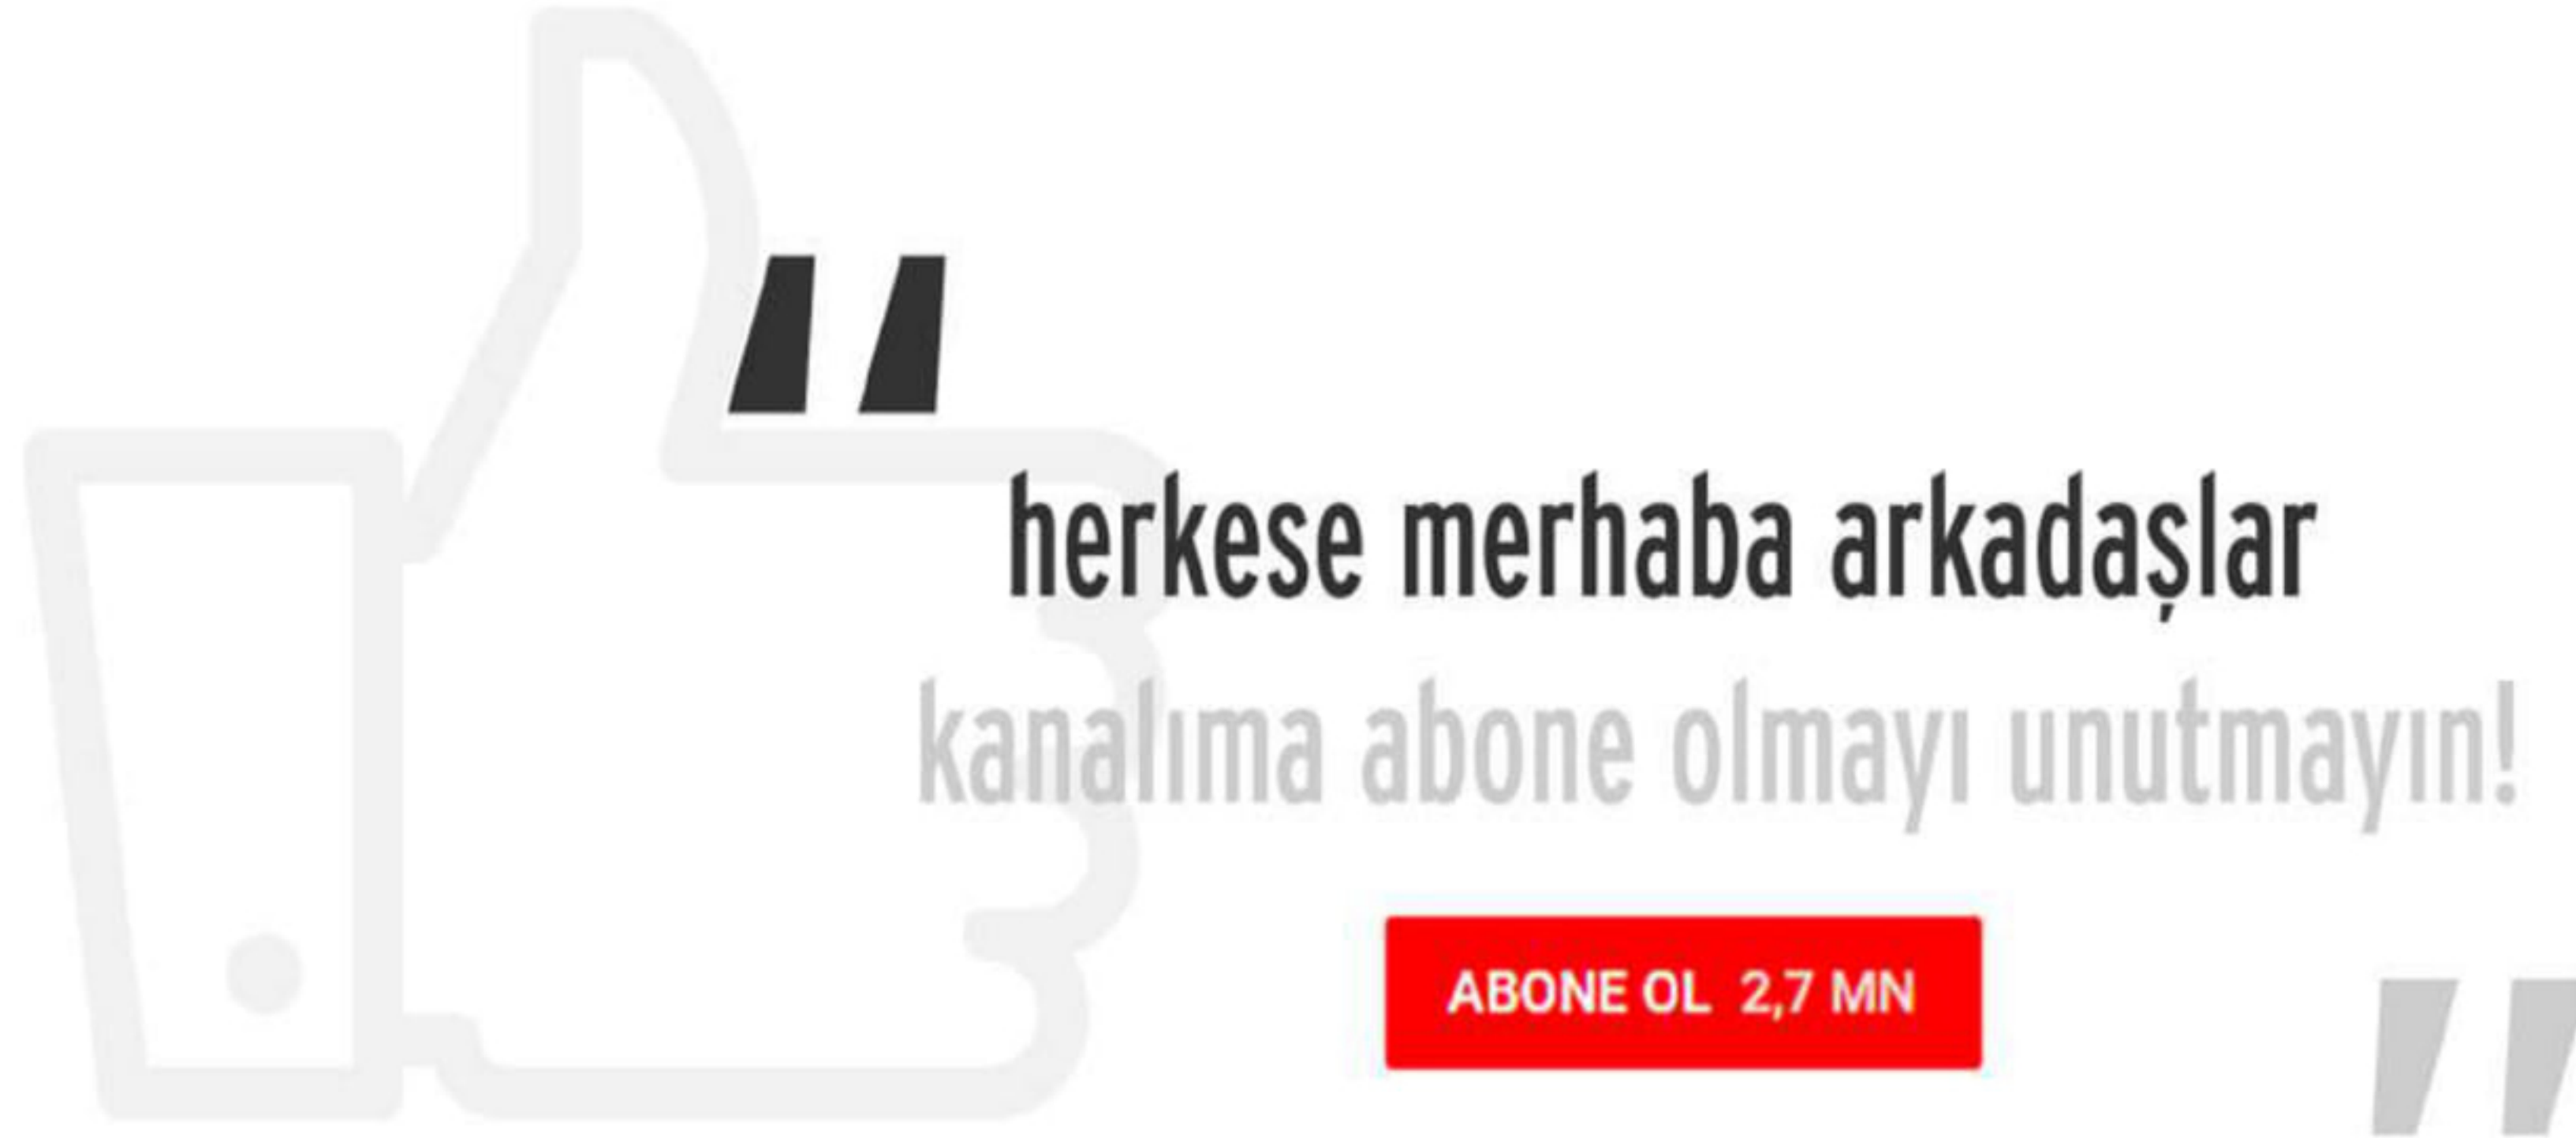 "
herkese merhaba arkadaşlar
kanalıma abone olmayı unutmayın!
ABONE OL 2,7 MN
"